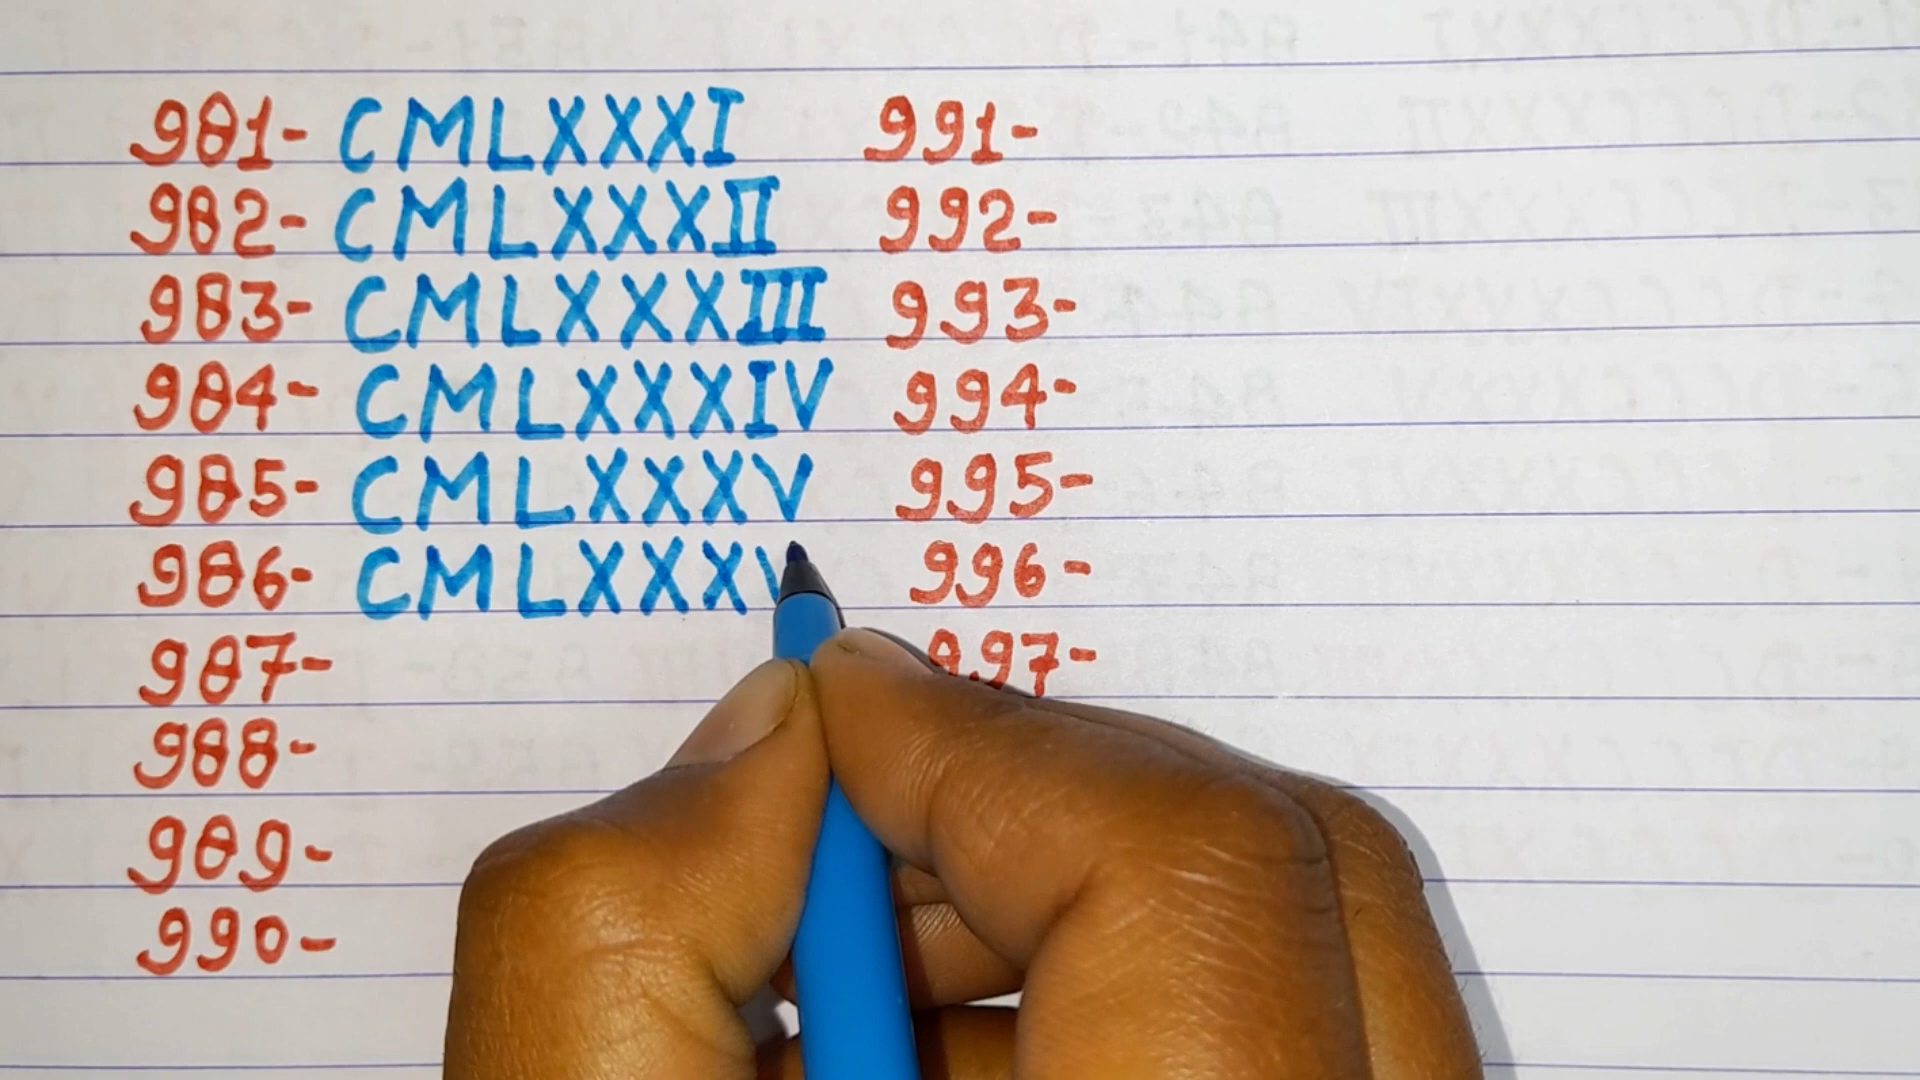 981- CMLXXXI 991-
982- CMLXXXII 992-
983- CMLXXXIII 993-
984- CMLXXXIV 994-
985- CMLXXXV 995-
986- CMLXXXV 996-
987- 997-
988-
989-
990-